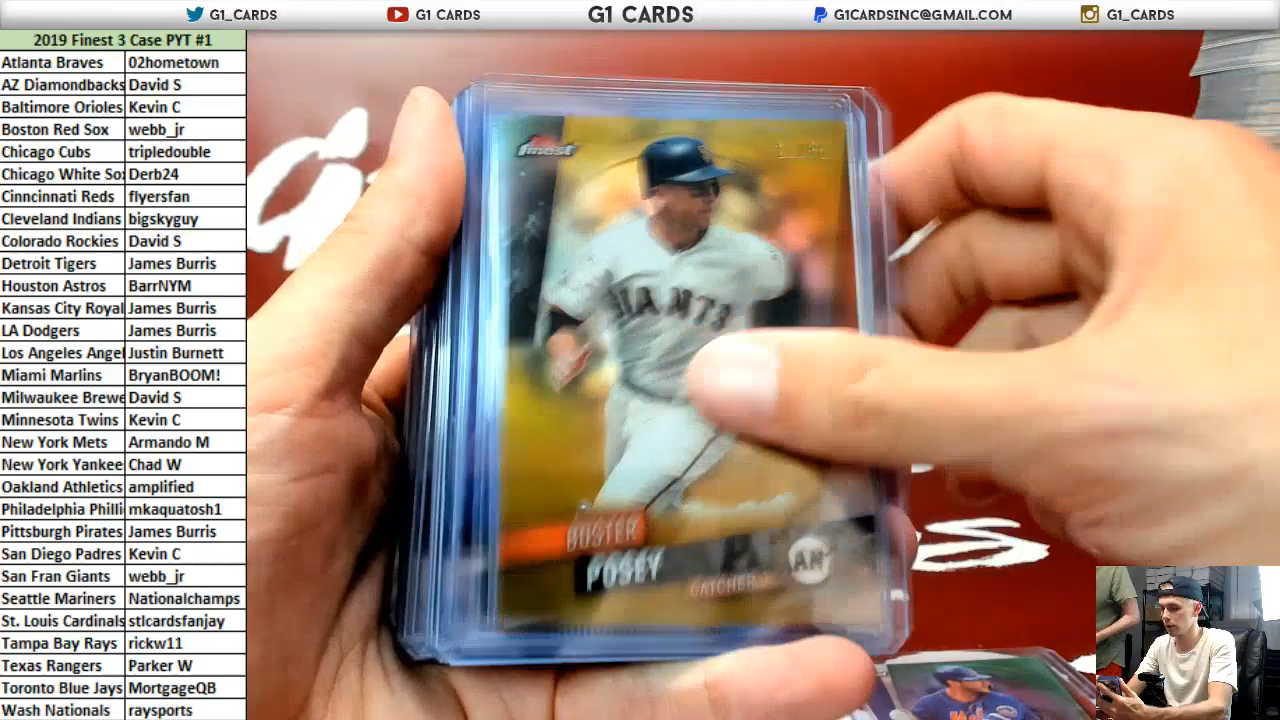 G1_CARDS G1 CARDS G1 CARDS G1CARDSINC@GMAIL.COM G1_CARDS
2019 Finest 3 Case PYT #1
Atlanta Braves 02hometown
AZ Diamondbacks David S
Baltimore Orioles Kevin C
Boston Red Sox webb_jr
Chicago Cubs tripledouble
Chicago White So Derb24
Cinncinnati Reds flyersfan
Cleveland Indians bigskyguy
Colorado Rockies David S
Detroit Tigers James Burris
Houston Astros BarrNYM
Kansas City Royal James Burris
LA Dodgers James Burris
Los Angeles Angel Justin Burnett
Miami Marlins BryanBOOM!
Milwaukee Brewe David S
Minnesota Twins Kevin C
New York Mets Armando M
New York Yankee Chad W
Oakland Athletics amplified
Philadelphia Philli mkaquatosh1
Pittsburgh Pirates James Burris
San Diego Padres Kevin C
San Fran Giants webb_jr
Seattle Mariners Nationalchamps
St. Louis Cardinals stlcardsfanjay
Tampa Bay Rays rickw11
Texas Rangers Parker W
Toronto Blue Jays MortgageQB
Wash Nationals raysports
finest
GIANTS
BUSTER
POSEY
CATCHER